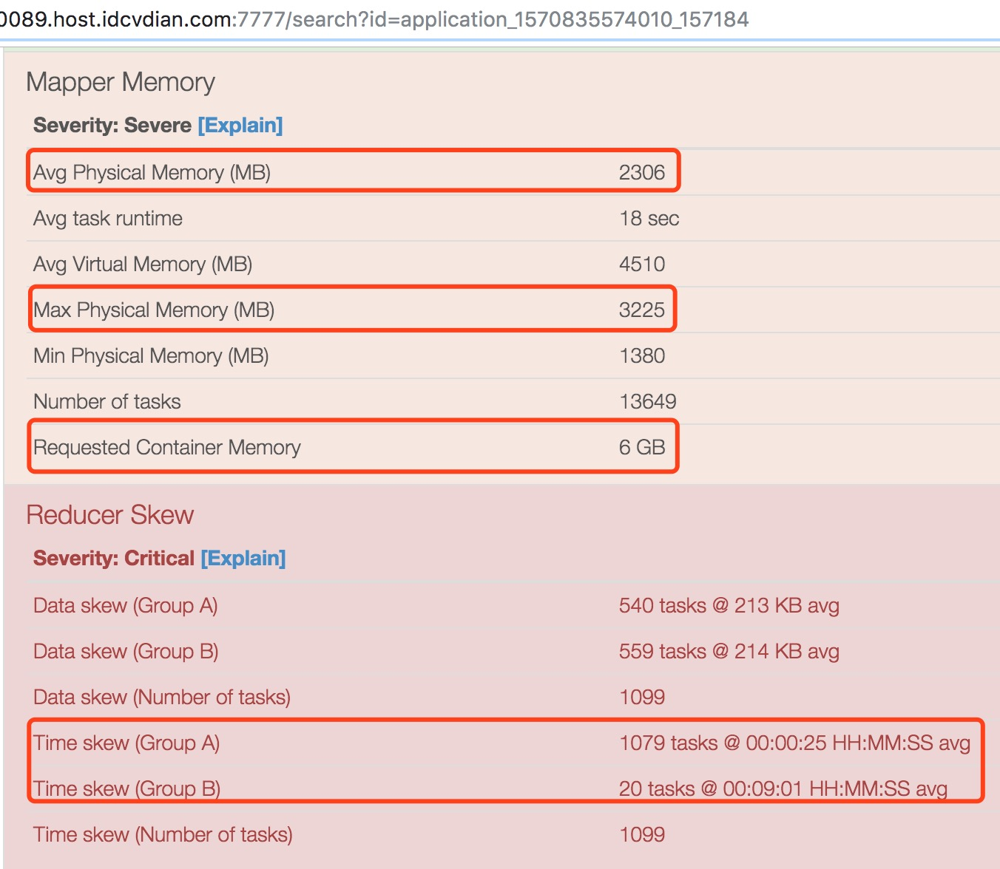 0089.host.idcvdian.com:7777/search?id=application_1570835574010_157184
Mapper Memory
Severity: Severe [Explain]
Avg Physical Memory (MB) 2306
Avg task runtime 18 sec
Avg Virtual Memory (MB) 4510
Max Physical Memory (MB) 3225
Min Physical Memory (MB) 1380
Number of tasks 13649
Requested Container Memory 6 GB
Reducer Skew
Severity: Critical [Explain]
Data skew (Group A) 540 tasks @ 213 KB avg
Data skew (Group B) 559 tasks @ 214 KB avg
Data skew (Number of tasks) 1099
Time skew (Group A) 1079 tasks @ 00:00:25 HH:MM:SS avg
Time skew (Group B) 20 tasks @ 00:09:01 HH:MM:SS avg
Time skew (Number of tasks) 1099